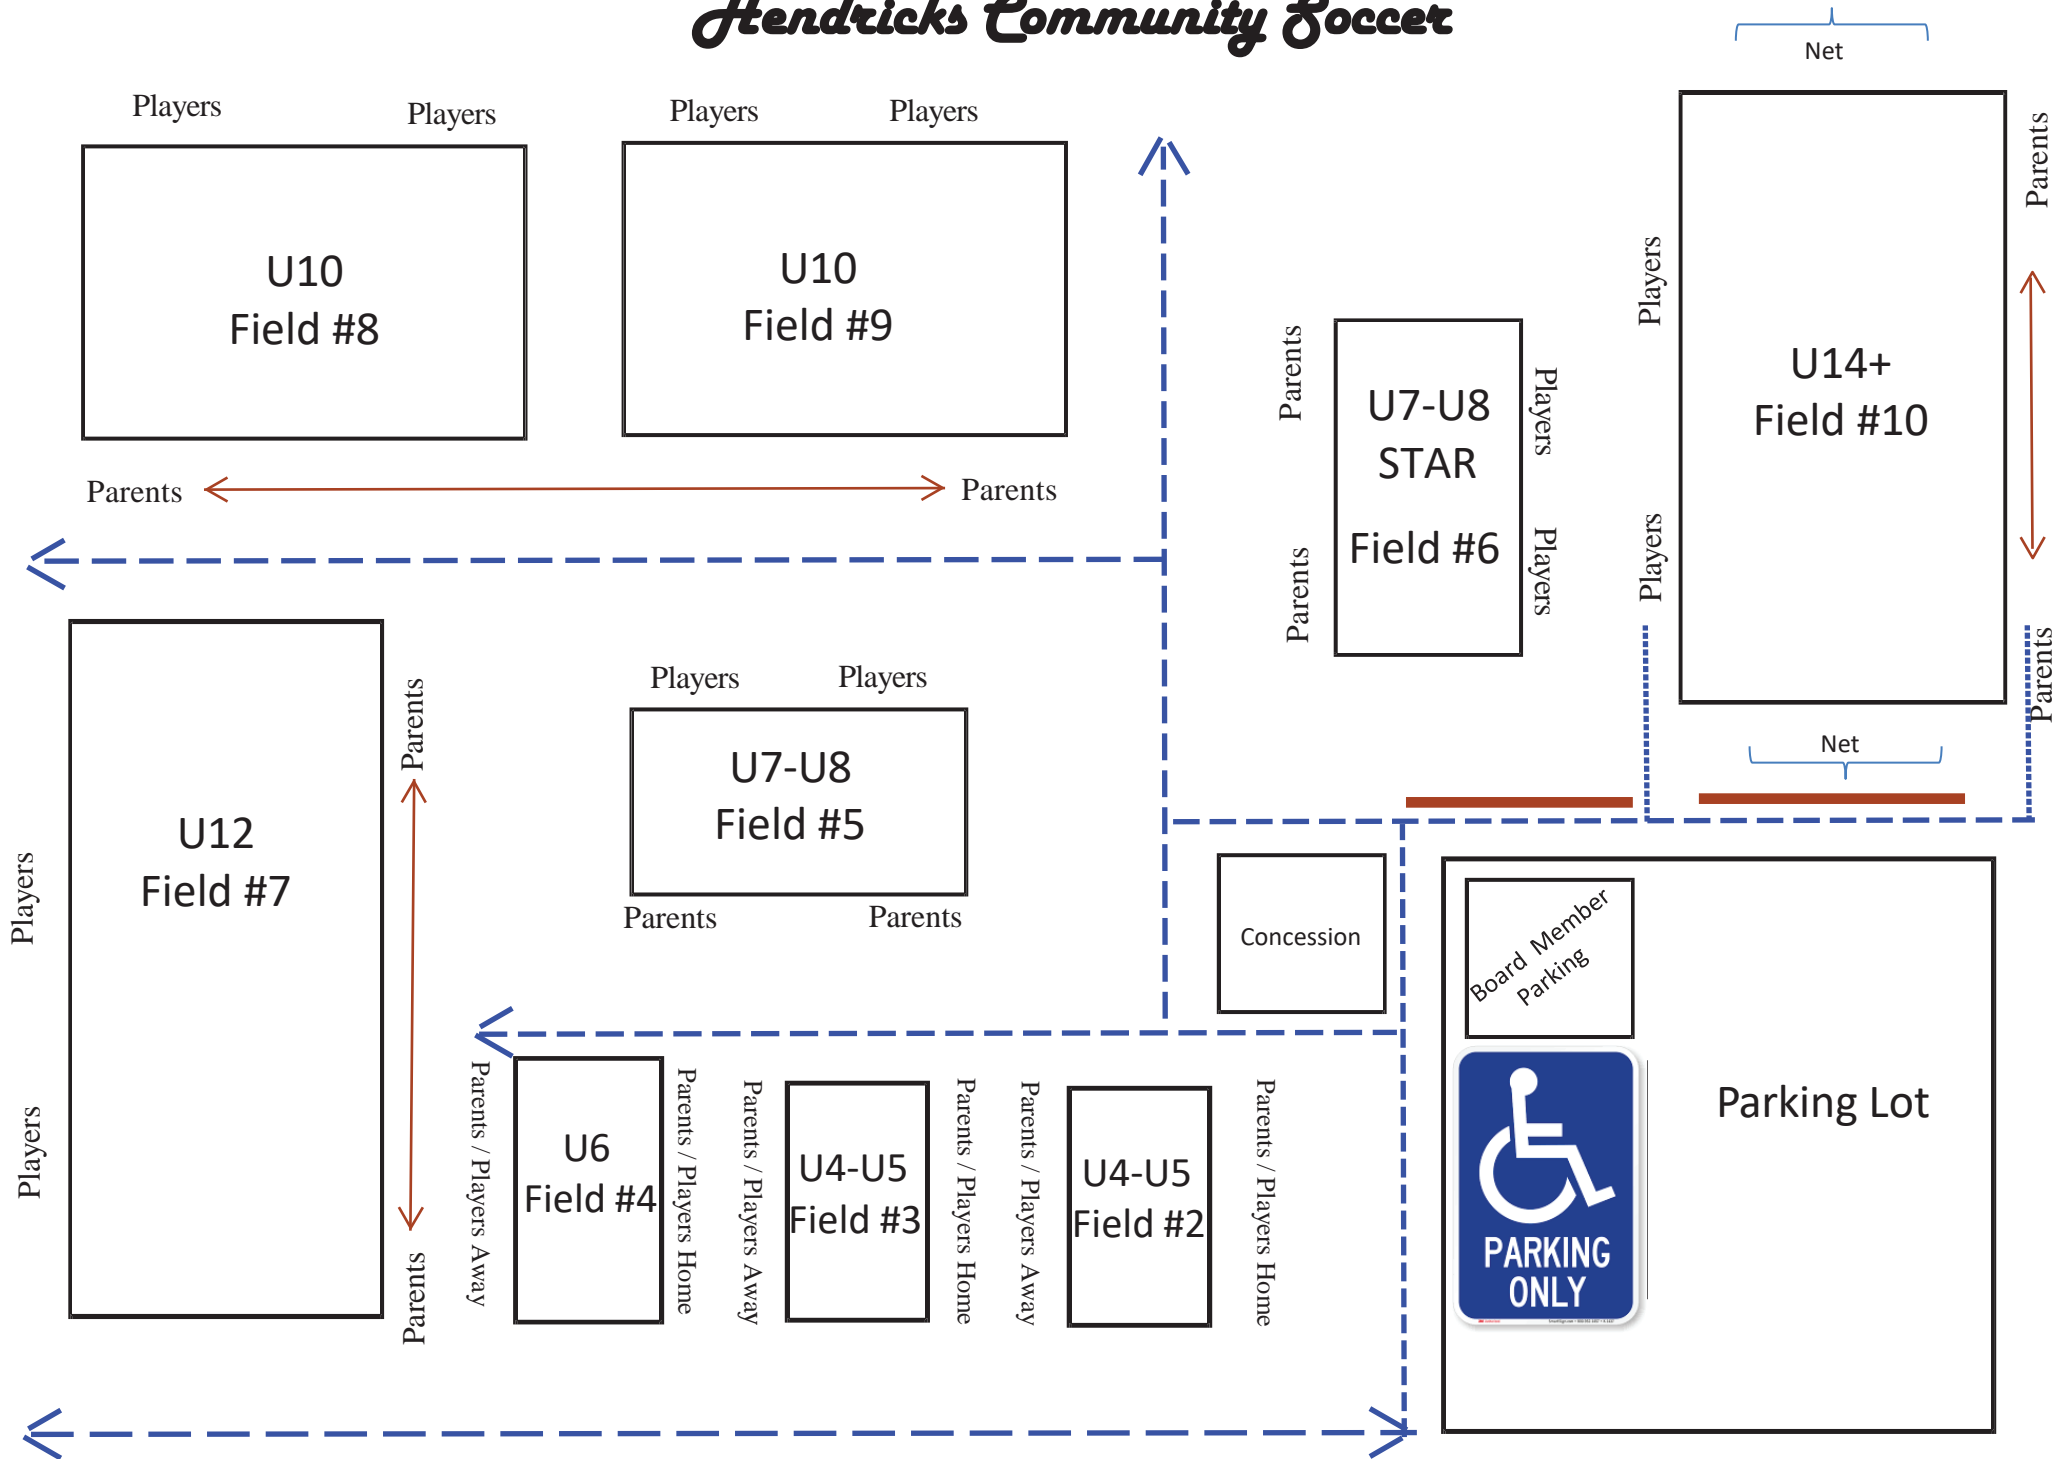 Hendricks Community Soccer
Net
Players
Players
Players
Players
Parents
U10
Field #8
U10
Field #9
Players
U14+
Field #10
Parents
Players
U7-U8
STAR
Field #6
Parents
Players
Players
Parents
Parents
Parents
Parents
Net
Players
Players
U7-U8
Field #5
Parents
Parents
Parents
U12
Field #7
Players
Players
Parents
Concession
Board Member
Parking
Parking Lot
PARKING
ONLY
Parents / Players Away
U6
Field #4
Parents / Players Home
Parents / Players Away
U4-U5
Field #3
Parents / Players Home
Parents / Players Away
U4-U5
Field #2
Parents / Players Home